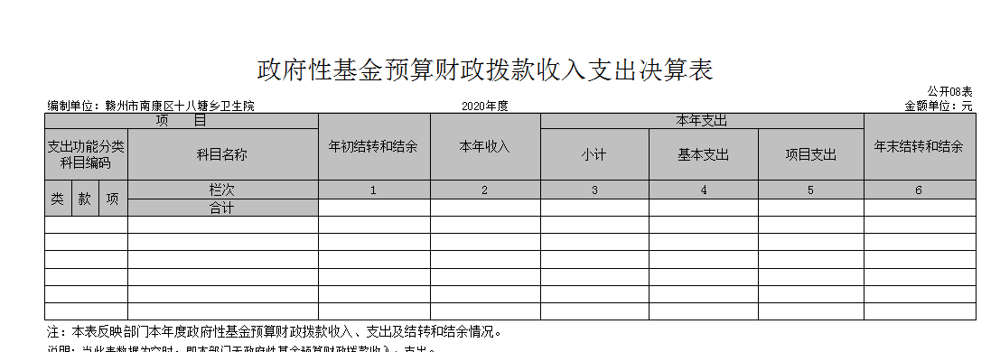 政府性基金预算财政拨款收入支出决算表
公开08表
编制单位：赣州市南康区十八塘乡卫生院 2020年度 金额单位：元
项 目 年初结转和结余 本年收入 本年支出 年末结转和结余
支出功能分类科目编码 科目名称 小计 基本支出 项目支出
类 款 项 栏次 1 2 3 4 5 6
合计
注：本表反映部门本年度政府性基金预算财政拨款收入、支出及结转和结余情况。
说明：当此表数据为空时，即本部门无政府性基金预算财政拨款收入、支出。